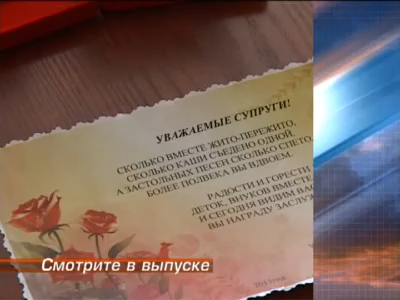 УВАЖАЕМЫЕ СУПРУГИ!
СКОЛЬКО ВМЕСТЕ ЖИТО-ПЕРЕЖИТО,
СКОЛЬКО КАШИ СЪЕДЕНО ОДНОЙ,
А ЗАСТОЛЬНЫХ ПЕСЕН СКОЛЬКО СПЕТО,
БОЛЕЕ ПОЛВЕКА ВЫ ВДВОЕМ.
РАДОСТИ И ГОРЕСТИ
ДЕТОК, ВНУКОВ ВМЕСТЕ
И СЕГОДНЯ ВИДИМ ВАС
ВЫ НАГРАДУ
Смотрите в выпуске